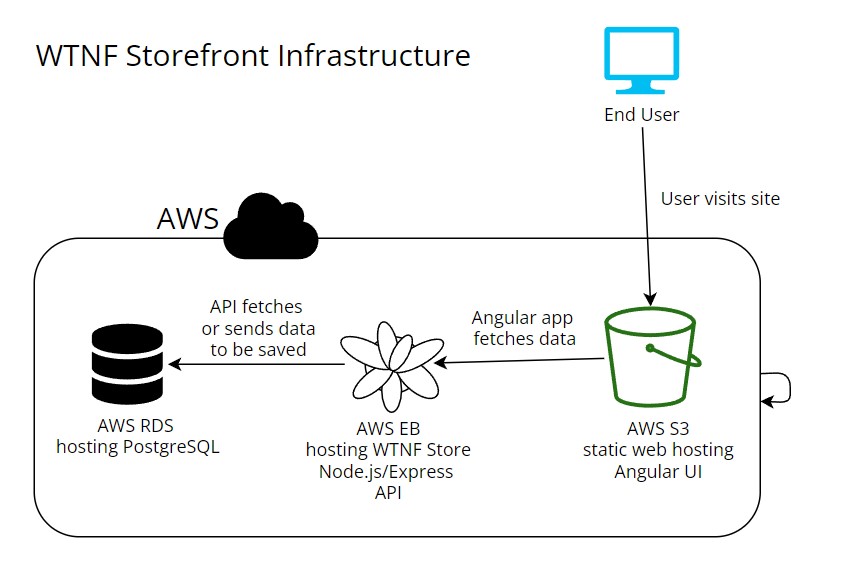 WTNF Storefront Infrastructure
End User
User visits site
AWS
API fetches
or sends data
to be saved
Angular app
fetches data
AWS RDS
hosting PostgreSQL
AWS EB
hosting WTNF Store
Node.js/Express
API
AWS S3
static web hosting
Angular UI